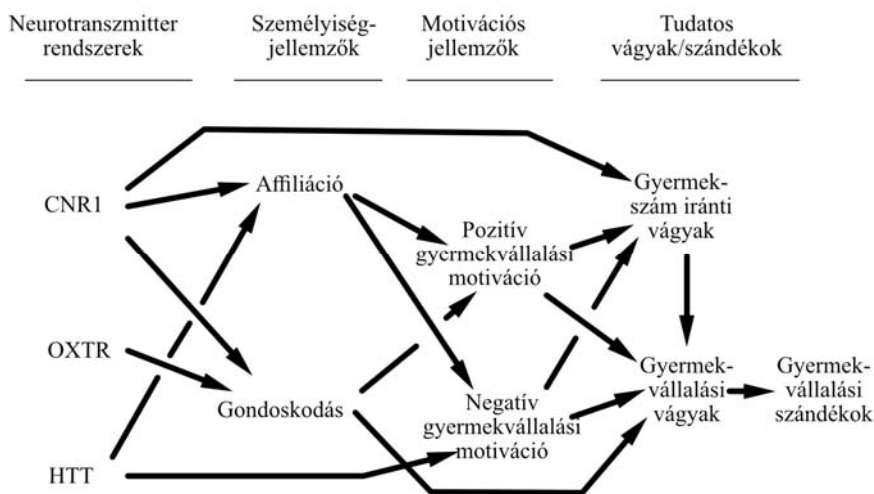 Neurotranszmitter
rendszerek
Személyiség-
jellemzők
Motivációs
jellemzők
Tudatos
vágyak/szándékok
CNR1
OXTR
HTT
Affiliáció
Gondoskodás
Pozitív
gyermekvállalási
motiváció
Negatív
gyermekvállalási
motiváció
Gyermek-
szám iránti
vágyak
Gyermek-
vállalási
vágyak
Gyermek-
vállalási
szándékok